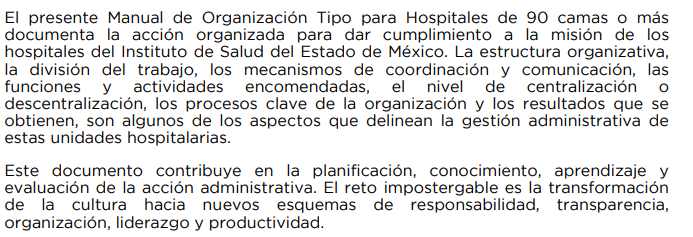 El presente Manual de Organización Tipo para Hospitales de 90 camas o más
documenta la acción organizada para dar cumplimiento a la misión de los
hospitales del Instituto de Salud del Estado de México. La estructura organizativa,
la división del trabajo, los mecanismos de coordinación y comunicación, las
funciones y actividades encomendadas, el nivel de centralización o
descentralización, los procesos clave de la organización y los resultados que se
obtienen, son algunos de los aspectos que delinean la gestión administrativa de
estas unidades hospitalarias.
Este documento contribuye en la planificación, conocimiento, aprendizaje y
evaluación de la acción administrativa. El reto impostergable es la transformación
de la cultura hacia nuevos esquemas de responsabilidad, transparencia,
organización, liderazgo y productividad.